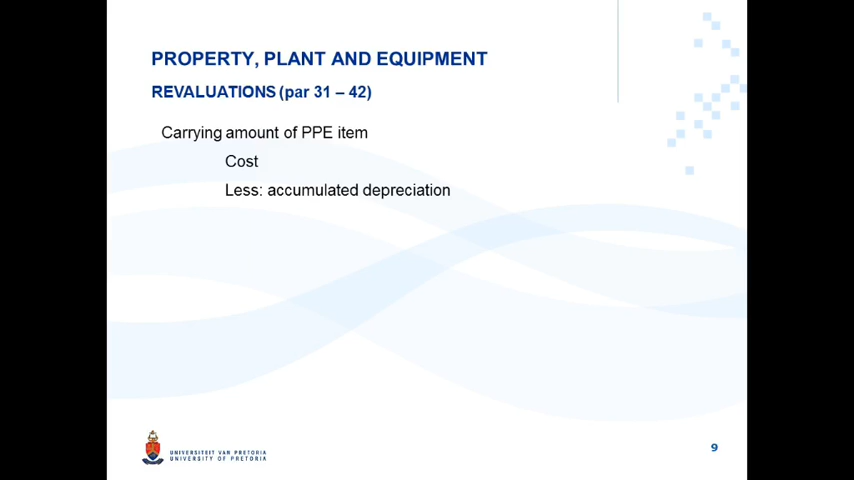 PROPERTY, PLANT AND EQUIPMENT
REVALUATIONS (par 31 – 42)
Carrying amount of PPE item
Cost
Less: accumulated depreciation
UNIVERSITEIT VAN PRETORIA
UNIVERSITY OF PRETORIA
9